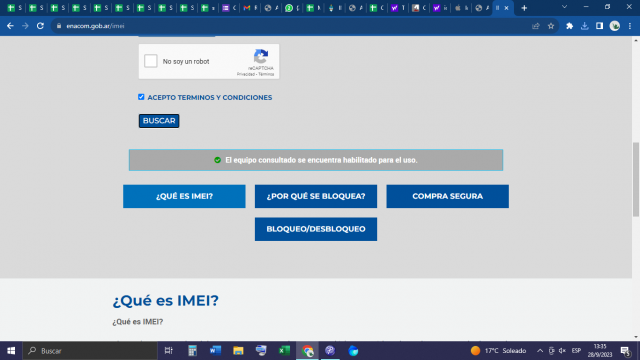 enacom.gob.ar/imei
No soy un robot
reCAPTCHA
Privacidad - Términos
ACEPTO TERMINOS Y CONDICIONES
BUSCAR
El equipo consultado se encuentra habilitado para el uso.
¿QUÉ ES IMEI?
¿POR QUÉ SE BLOQUEA?
COMPRA SEGURA
BLOQUEO/DESBLOQUEO
¿Qué es IMEI?
¿Qué es IMEI?
Buscar
17°C Soleado
ESP
13:35
28/9/2023